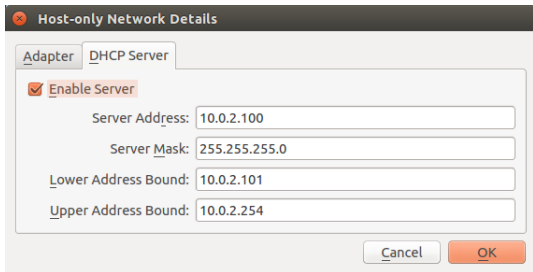 Host-only Network Details
Adapter DHCP Server
Enable Server
Server Address: 10.0.2.100
Server Mask: 255.255.255.0
Lower Address Bound: 10.0.2.101
Upper Address Bound: 10.0.2.254
Cancel OK